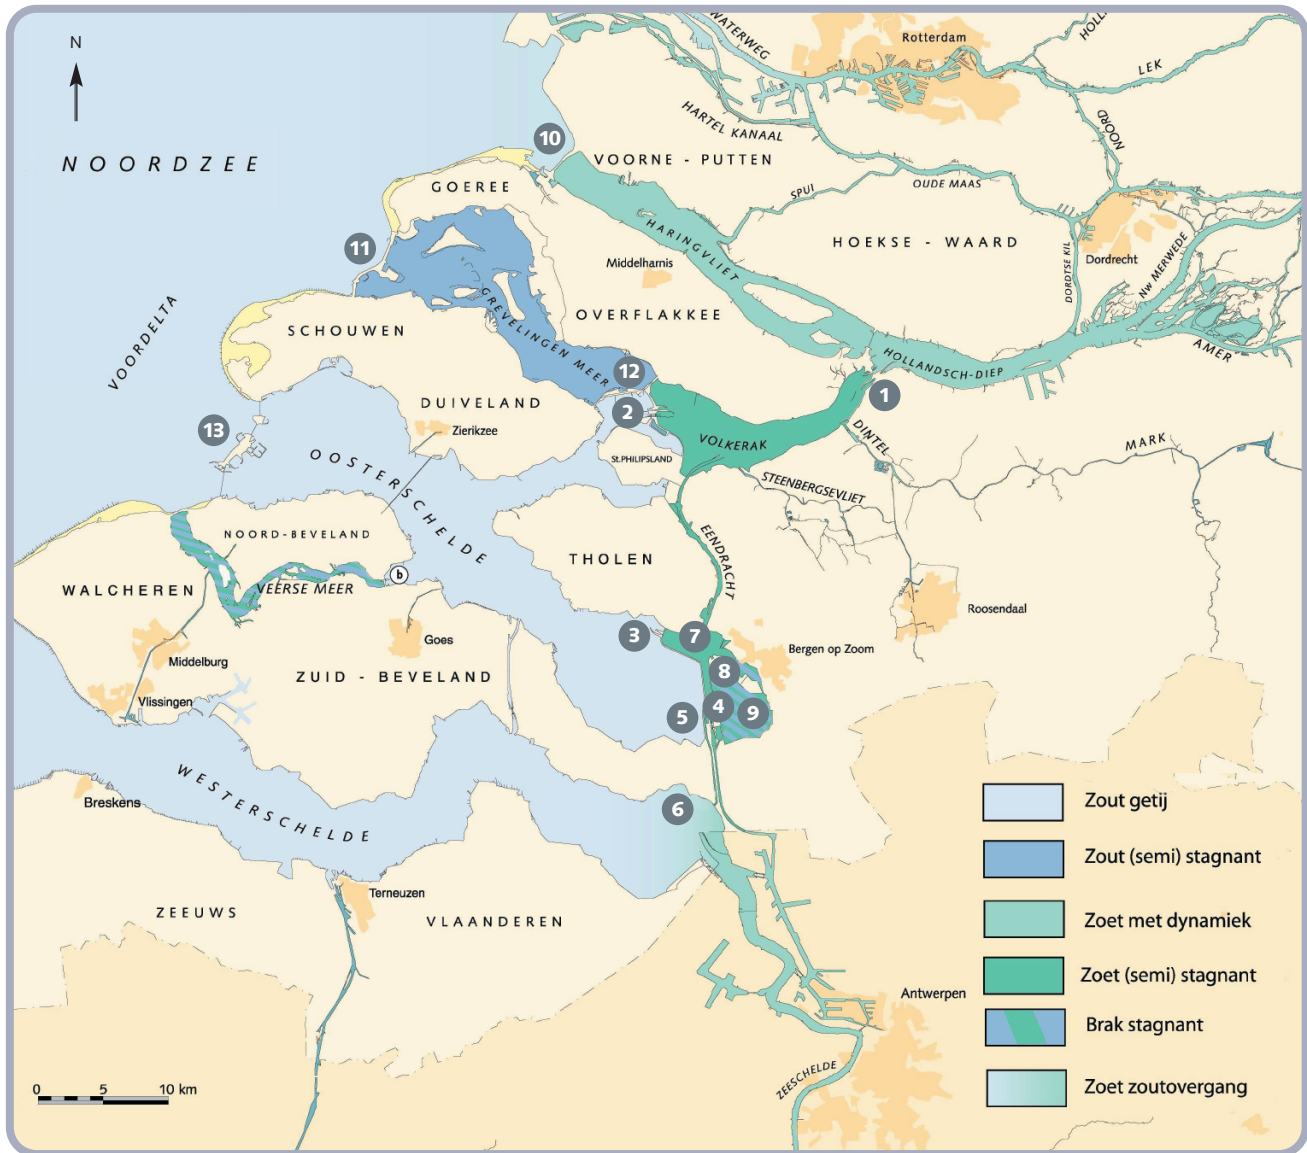 N
NOORDZEE
VOORDELTA
WATERWEG
Rotterdam
HOLL
LEK
HARTEL KANAAL
NOORD
10
VOORNE - PUTTEN
GOEREE
SPUI
OUDE MAAS
11
HARINGVLIET
HOEKSE - WAARD
Middelharnis
DORDTSE KIL
Dordrecht
NW MERWEDE
GREVELINGEN MEER
OVERFLAKKEE
SCHOUWEN
HOLLANDSCH-DIEP
AMER
12
1
2
DUIVELAND
Zierikzee
13
VOLKERAK
DINTEL
MARK
St.PHILIPSLAND
OOSTERSCHELDE
STEENBERGSEVLIET
NOORD-BEVELAND
EENDRACHT
THOLEN
b
WALCHEREN
VEERSE MEER
Roosendaal
3
7
Goes
Bergen op Zoom
Middelburg
8
ZUID - BEVELAND
Vlissingen
4
9
5
WESTERSCHELDE
Breskens
6
Zout getij
Zout (semi) stagnant
Terneuzen
ZEEUWS
VLAANDEREN
Zoet met dynamiek
Zoet (semi) stagnant
Antwerpen
Brak stagnant
ZEESCHELDE
Zoet zoutovergang
0 5 10 km